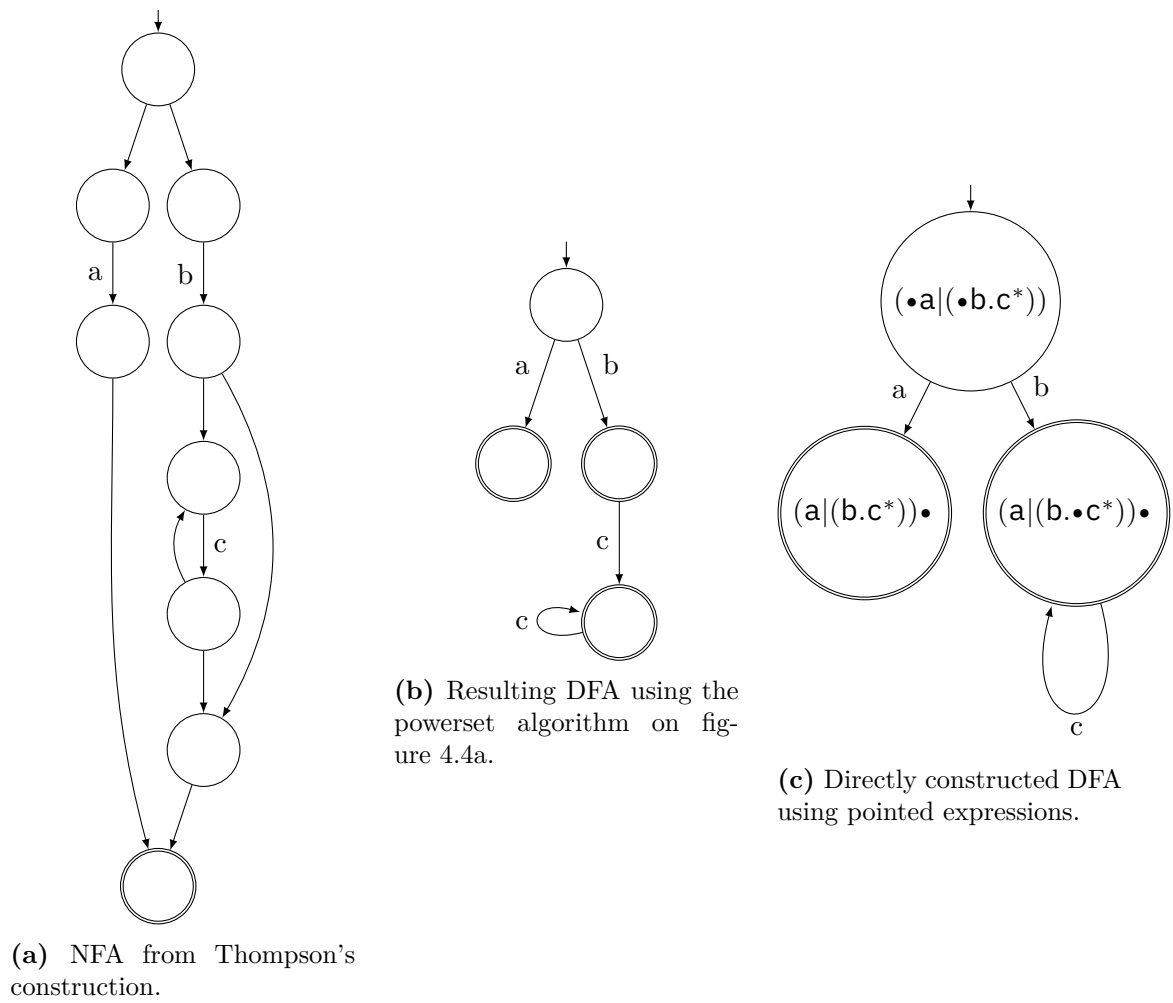 a
b
c
(a) NFA from Thompson's
construction.
a
b
c
c
(b) Resulting DFA using the
powerset algorithm on fig-
ure 4.4a.
(•a|(•b.c*))
a
b
(a|(b.c*))•
(a|(b.•c*))•
c
(c) Directly constructed DFA
using pointed expressions.